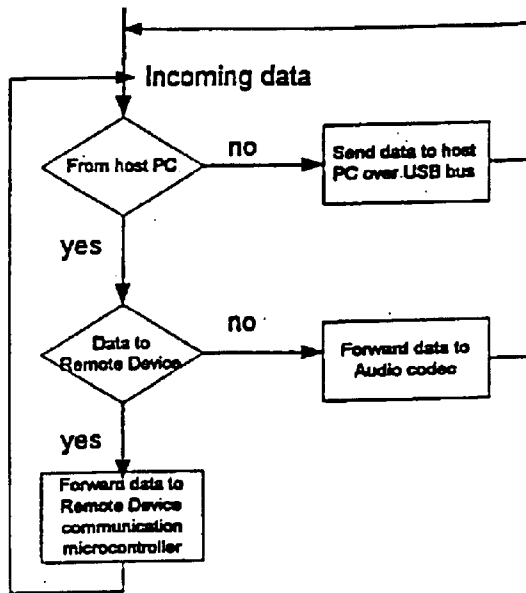 Incoming data
From host PC
no
Send data to host
PC over USB bus
yes
Data to
Remote Device
no
Forward data to
Audio codec
yes
Forward data to
Remote Device
communication
microcontroller